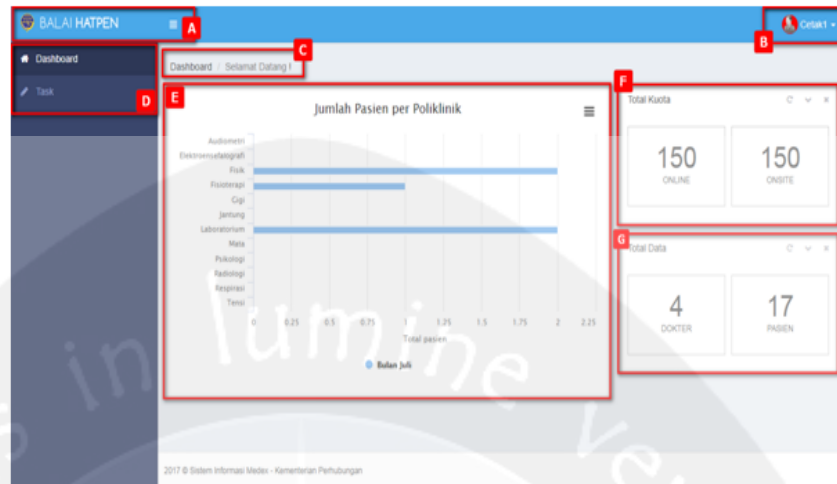 BALAI HATPEN
A
B
Cetak1
Dashboard
Task
D
C
Dashboard / Selamat Datang !
E
Jumlah Pasien per Poliklinik
Audiometri
Elektroensefalografi
Fisik
Fisioterapi
Gigi
Jantung
Laboratorium
Mata
Psikologi
Radiologi
Respirasi
Tensi
0 0.25 0.5 0.75 1 1.25 1.5 1.75 2 2.25
Total pasien
Bulan Juli
F
Total Kuota
150 150
ONLINE ONSITE
G
Total Data
4 17
DOKTER PASIEN
2017 © Sistem Informasi Medex - Kementerian Perhubungan
s in lumine ve